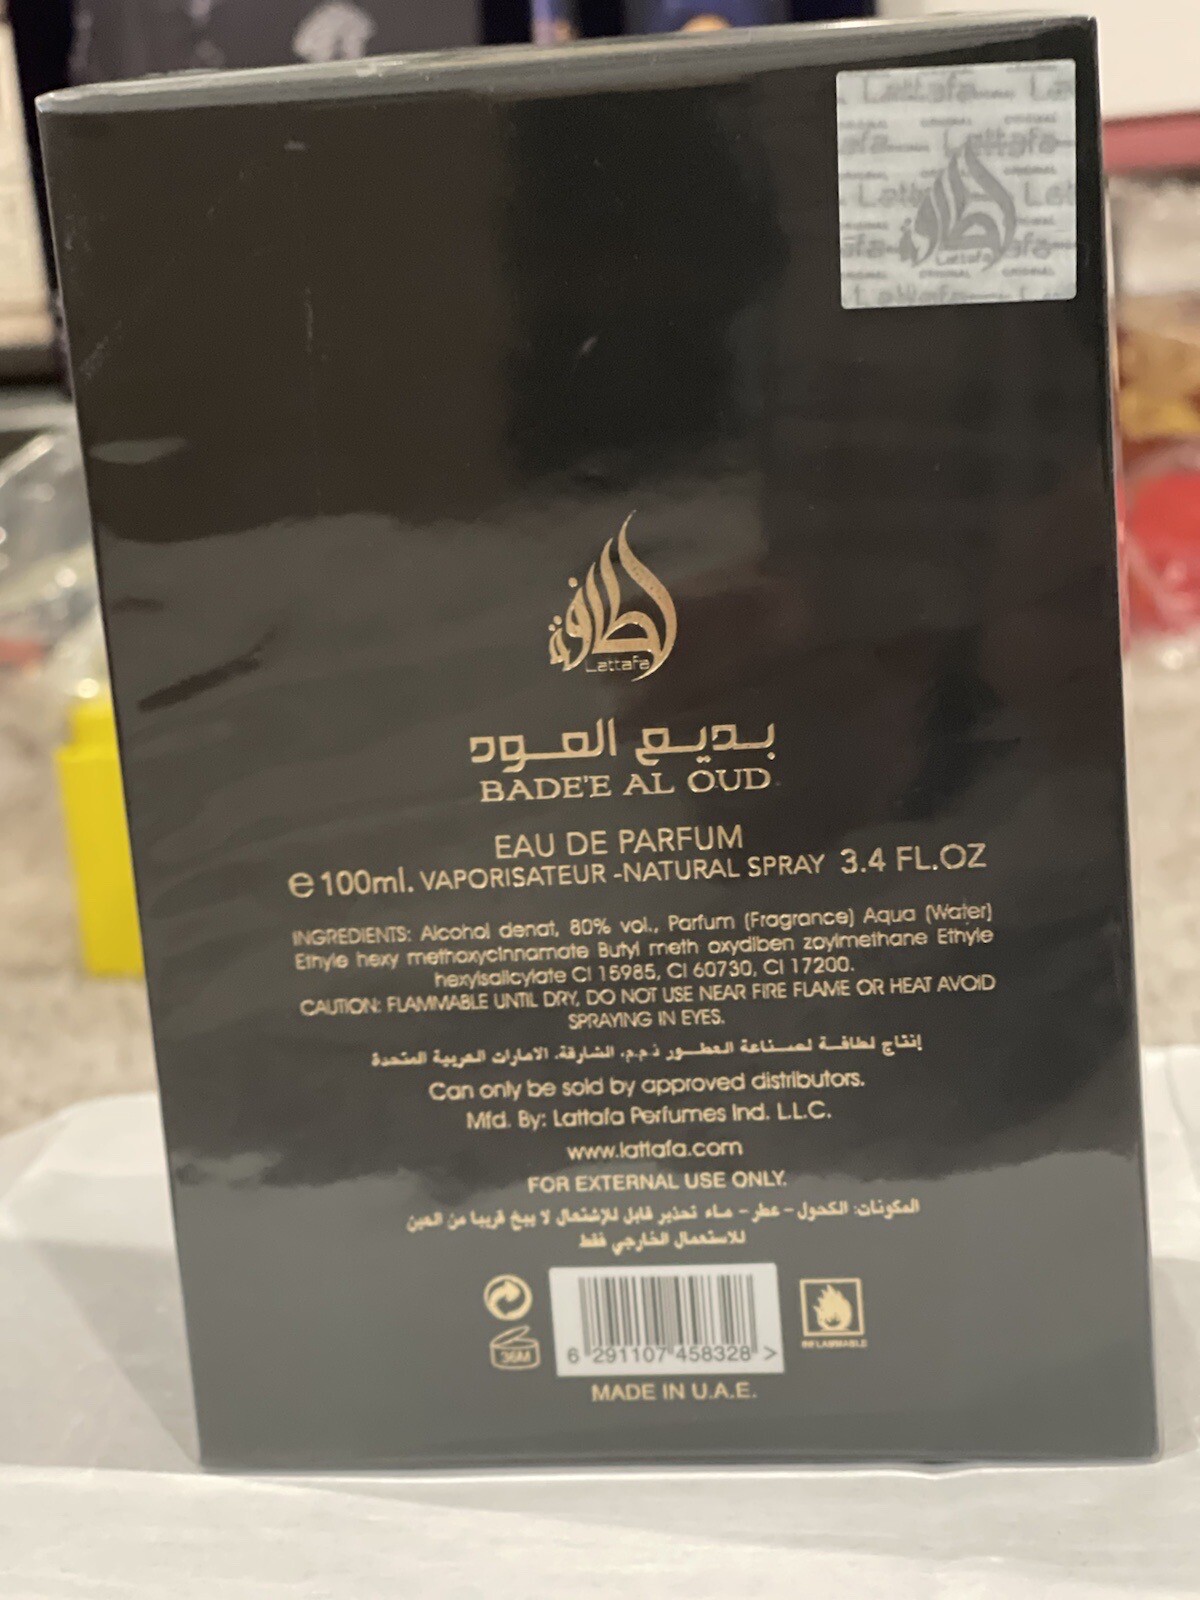 Lattafa
لطافة
Lattafa
لطافة
Lattafa
بديع العود
BADE'E AL OUD
EAU DE PARFUM
℮ 100ml. VAPORISATEUR -NATURAL SPRAY 3.4 FL.OZ
INGREDIENTS: Alcohol denat, 80% vol., Parfum (Fragrance) Aqua (Water)
Ethyle hexy methoxycinnamate Butyl meth oxydiben zoylmethane Ethyle
hexylsalicylate CI 15985, CI 60730, CI 17200.
CAUTION: FLAMMABLE UNTIL DRY, DO NOT USE NEAR FIRE FLAME OR HEAT AVOID
SPRAYING IN EYES.
إنتاج لطافة لصناعة العطور ذ.م.م، الشارقة. الامارات العربية المتحدة
Can only be sold by approved distributors.
Mfd. By: Lattafa Perfumes Ind. L.L.C.
www.lattafa.com
FOR EXTERNAL USE ONLY.
المكونات: الكحول - عطر - ماء تحذير قابل للإشتعال لا يبخ قريبا من العين
للاستعمال الخارجي فقط
36M
6 291107 458328 >
INFLAMMABLE
MADE IN U.A.E.